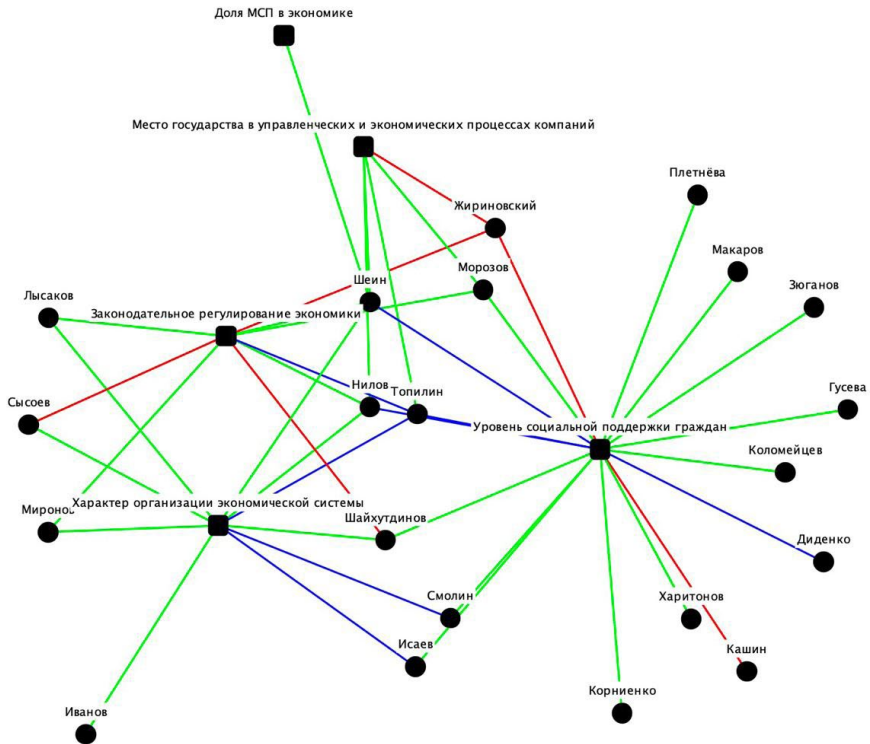 Доля МСП в экономике
Место государства в управленческих и экономических процессах компаний
Плетнёва
Жириновский
Макаров
Морозов
Шеин
Зюганов
Лысаков
Законодательное регулирование экономики
Нилов
Топилин
Гусева
Сысоев
Уровень социальной поддержки граждан
Коломейцев
Характер организации экономической системы
Миронов
Шайхутдинов
Диденко
Смолин
Харитонов
Исаев
Кашин
Корниенко
Иванов